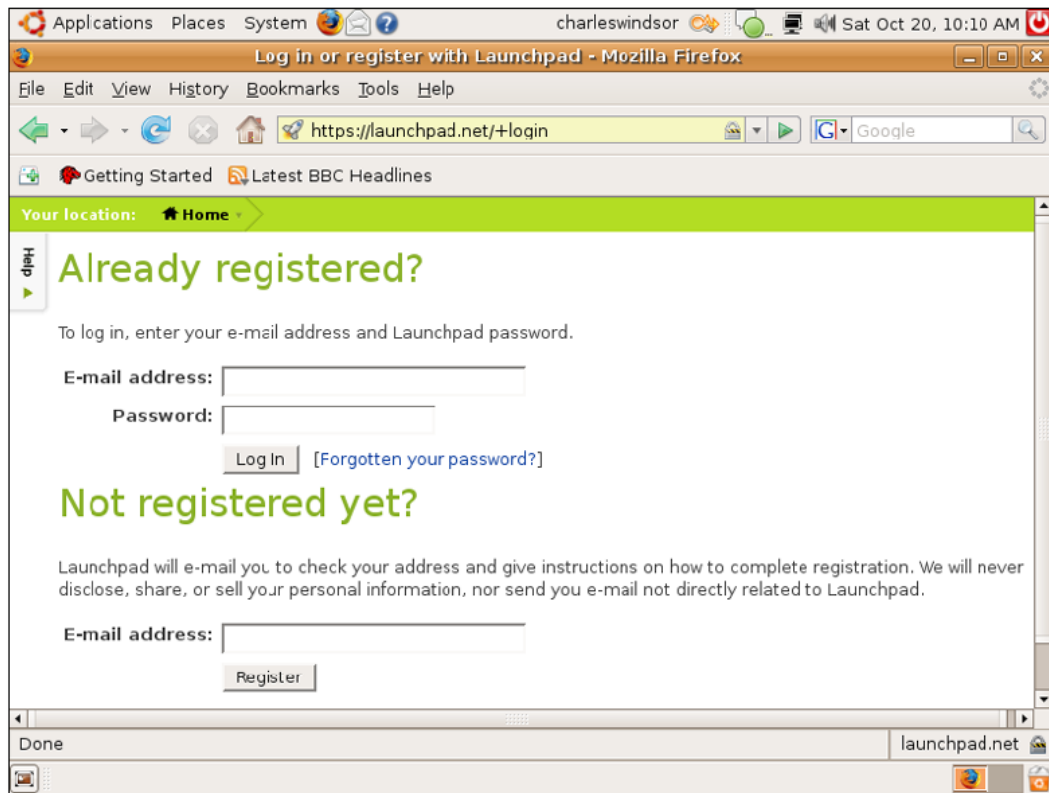 Applications Places System charleswindsor Sat Oct 20, 10:10 AM
Log in or register with Launchpad - Mozilla Firefox
File Edit View History Bookmarks Tools Help
https://launchpad.net/+login G Google
Getting Started Latest BBC Headlines
Your location: Home
Help
Already registered?
To log in, enter your e-mail address and Launchpad password.
E-mail address:
Password:
Log In [Forgotten your password?]
Not registered yet?
Launchpad will e-mail you to check your address and give instructions on how to complete registration. We will never
disclose, share, or sell your personal information, nor send you e-mail not directly related to Launchpad.
E-mail address:
Register
Done launchpad.net